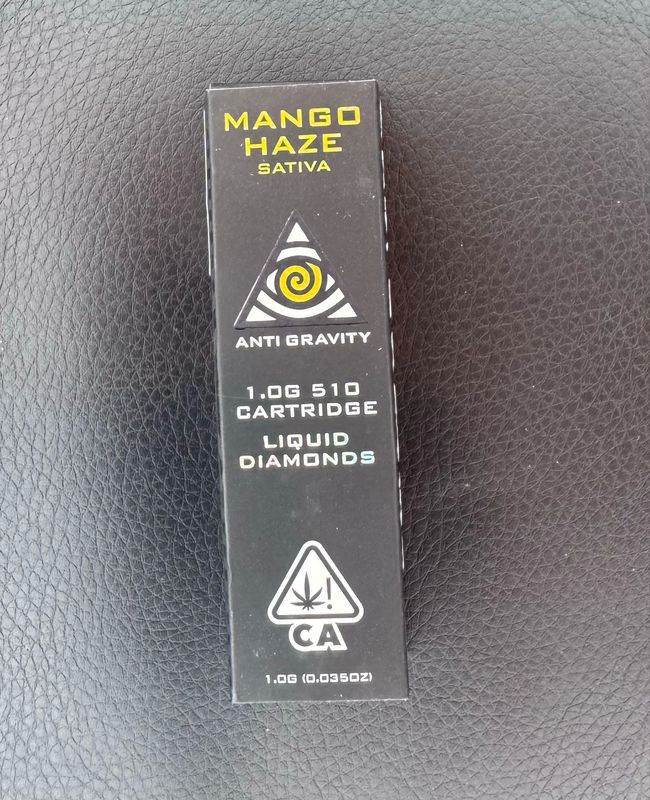 MANGO
HAZE
SATIVA
ANTI GRAVITY
1.0G 510
CARTRIDGE
LIQUID
DIAMONDS
!
CA
1.0G (0.035OZ)